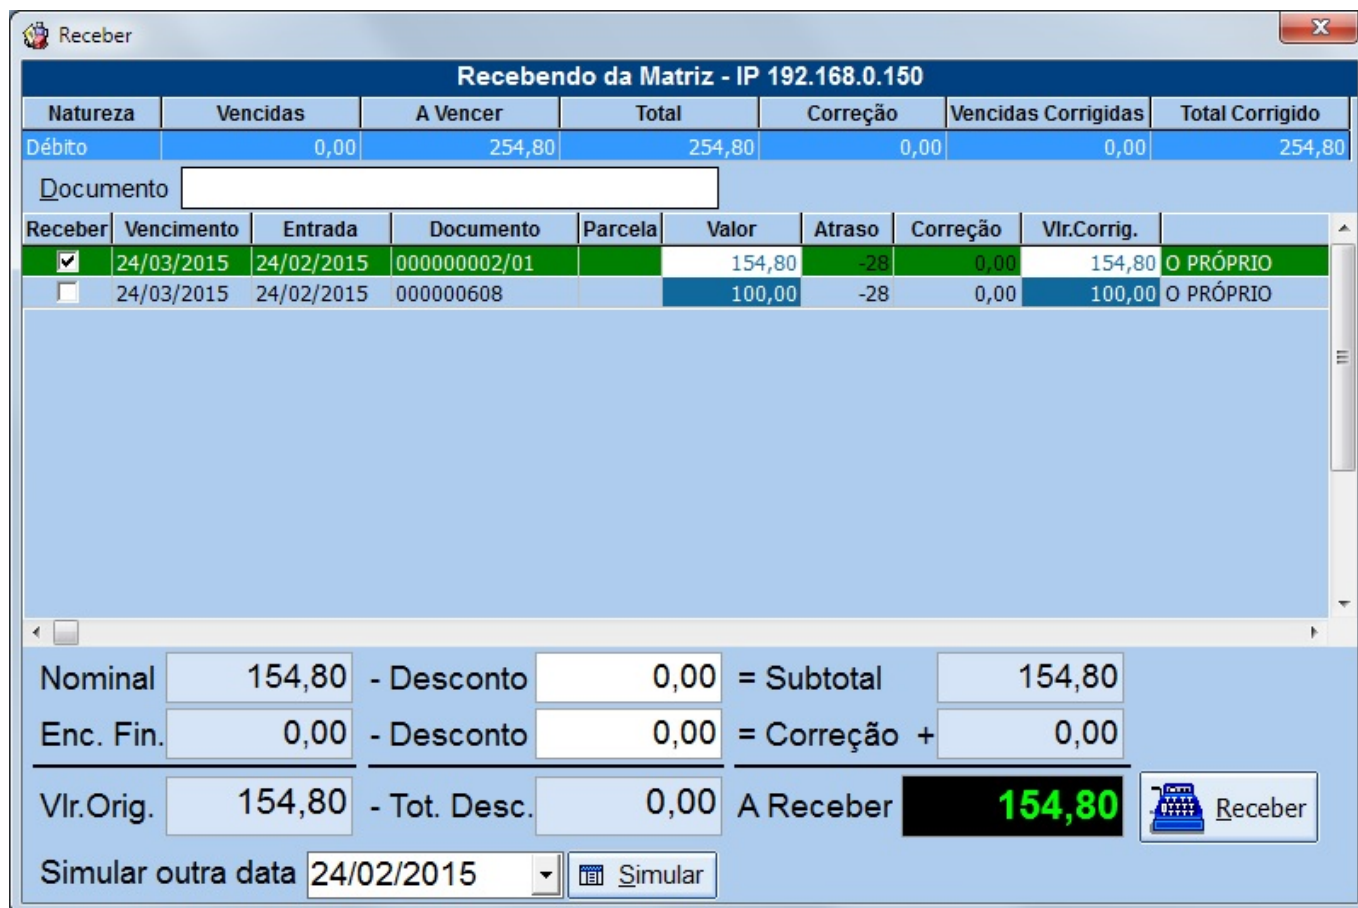 Receber
Recebendo da Matriz - IP 192.168.0.150
Natureza Vencidas A Vencer Total Correção Vencidas Corrigidas Total Corrigido
Débito 0,00 254,80 254,80 0,00 0,00 254,80
Documento
Receber Vencimento Entrada Documento Parcela Valor Atraso Correção Vlr.Corrig.
24/03/2015 24/02/2015 000000002/01 154,80 -28 0,00 154,80 O PRÓPRIO
24/03/2015 24/02/2015 000000608 100,00 -28 0,00 100,00 O PRÓPRIO
Nominal 154,80 - Desconto 0,00 = Subtotal 154,80
Enc. Fin. 0,00 - Desconto 0,00 = Correção + 0,00
Vlr.Orig. 154,80 - Tot. Desc. 0,00 A Receber 154,80 Receber
Simular outra data 24/02/2015 Simular